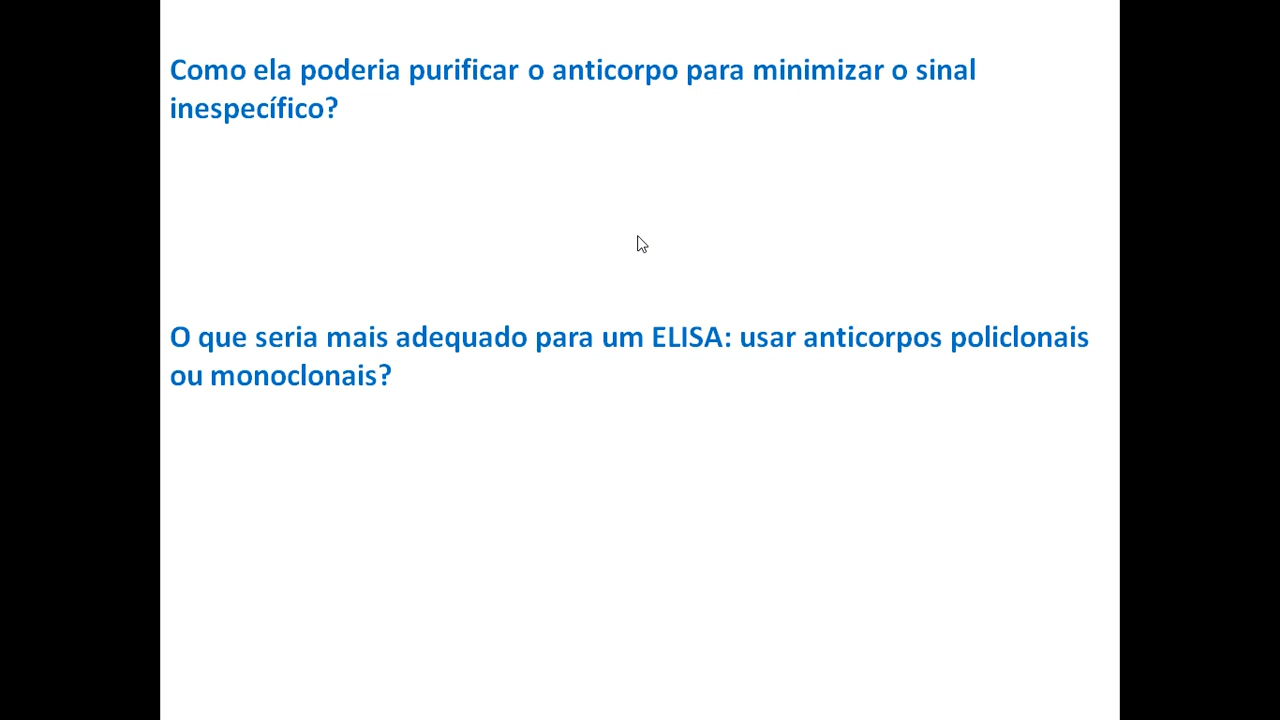 Como ela poderia purificar o anticorpo para minimizar o sinal
inespecífico?
O que seria mais adequado para um ELISA: usar anticorpos policlonais
ou monoclonais?